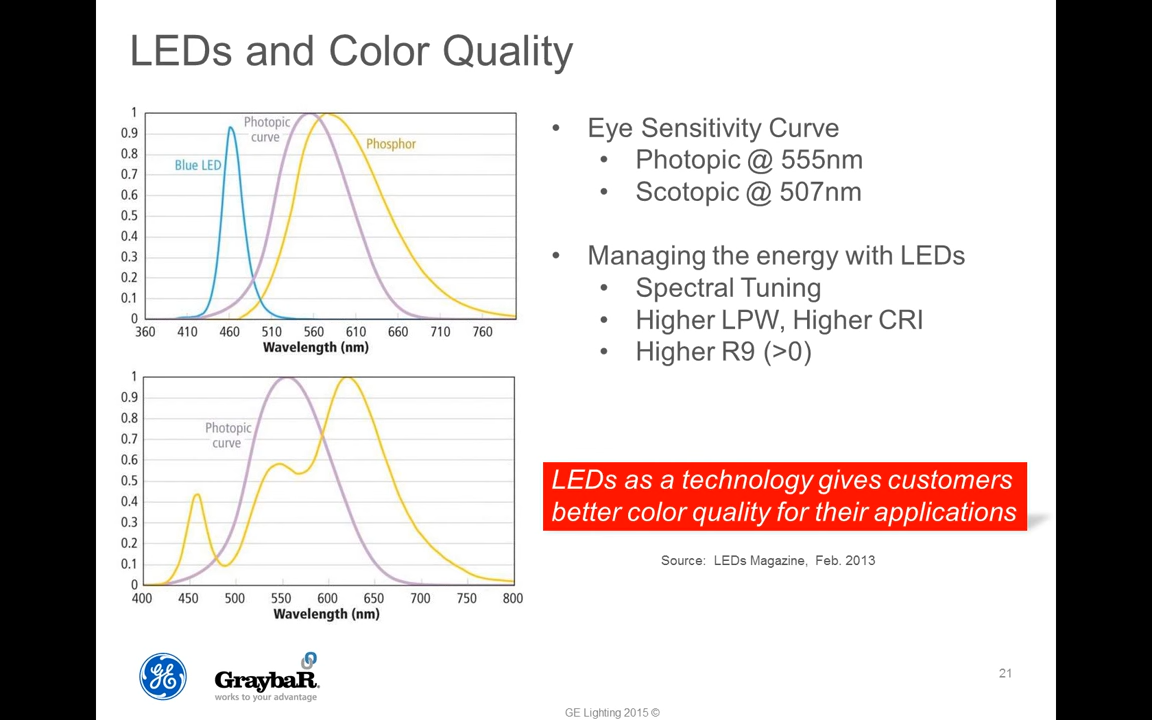 LEDs and Color Quality
1
0.9
0.8
0.7
0.6
0.5
0.4
0.3
0.2
0.1
0
Photopic
curve
Phosphor
Blue LED
360 410 460 510 560 610 660 710 760
Wavelength (nm)
1
0.9
0.8
0.7
0.6
0.5
0.4
0.3
0.2
0.1
0
Photopic
curve
400 450 500 550 600 650 700 750 800
Wavelength (nm)
• Eye Sensitivity Curve
• Photopic @ 555nm
• Scotopic @ 507nm
• Managing the energy with LEDs
• Spectral Tuning
• Higher LPW, Higher CRI
• Higher R9 (>0)
LEDs as a technology gives customers
better color quality for their applications
Source: LEDs Magazine, Feb. 2013
GE
GraybaR
works to your advantage
21
GE Lighting 2015 ©